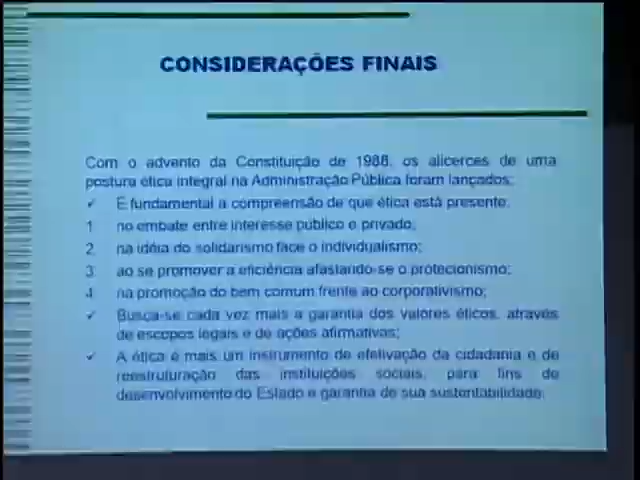 CONSIDERAÇÕES FINAIS
Com o advento da Constituição de 1988, os alicerces de uma
postura ética integral na Administração Pública foram lançados:
✓ É fundamental a compreensão de que ética está presente:
1. no embate entre interesse público e privado;
2. na idéia do solidarismo face o individualismo;
3. ao se promover a eficiência afastando-se o protecionismo;
4. na promoção do bem comum frente ao corporativismo;
✓ Busca-se cada vez mais a garantia dos valores éticos, através
de escopos legais e de ações afirmativas;
✓ A ética é mais um instrumento de efetivação da cidadania e de
reestruturação das instituições sociais, para fins de
desenvolvimento do Estado e garantia de sua sustentabilidade.